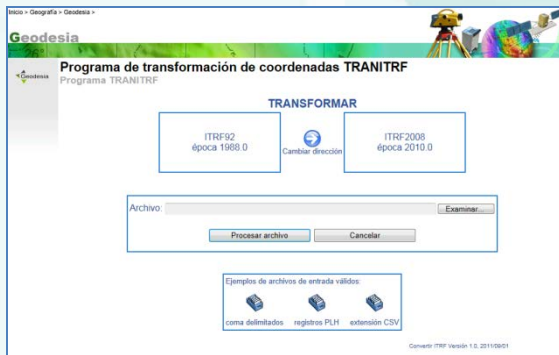 Inicio > Geografía > Geodesia >
Geodesia
Geodesia
Programa de transformación de coordenadas TRANITRF
Programa TRANITRF
TRANSFORMAR
ITRF92
época 1988.0
Cambiar dirección
ITRF2008
época 2010.0
Archivo:
Examinar...
Procesar archivo
Cancelar
Ejemplos de archivos de entrada válidos:
coma delimitados
registros PLH
extensión CSV
Convertir ITRF Versión 1.0, 2011/09/01